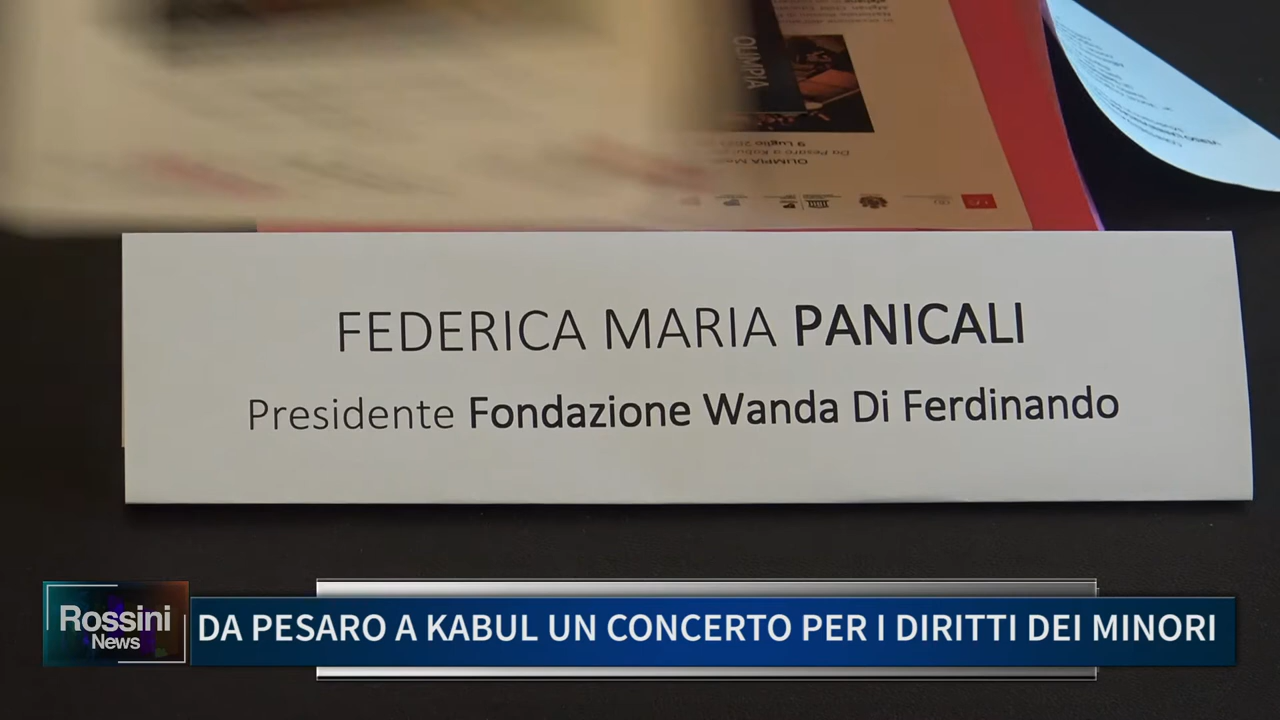 OLIMPIA
FEDERICA MARIA PANICALI
Presidente Fondazione Wanda Di Ferdinando
Rossini
News
DA PESARO A KABUL UN CONCERTO PER I DIRITTI DEI MINORI